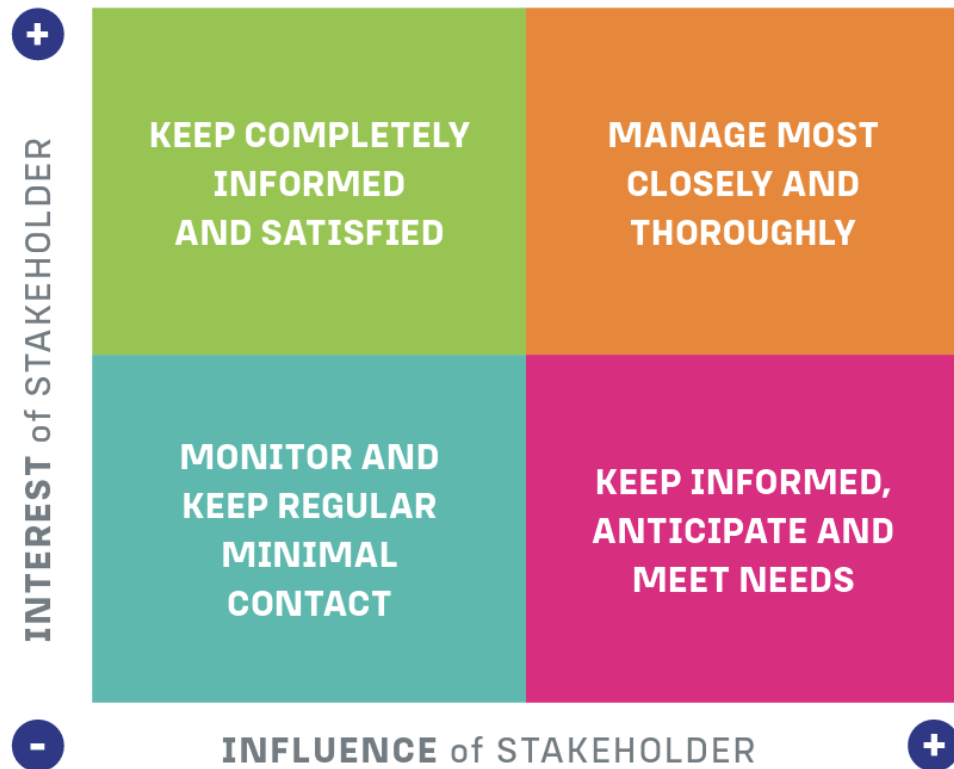 +
KEEP COMPLETELY
INFORMED
AND SATISFIED
MANAGE MOST
CLOSELY AND
THOROUGHLY
INTEREST of STAKEHOLDER
MONITOR AND
KEEP REGULAR
MINIMAL
CONTACT
KEEP INFORMED,
ANTICIPATE AND
MEET NEEDS
-
INFLUENCE of STAKEHOLDER
+